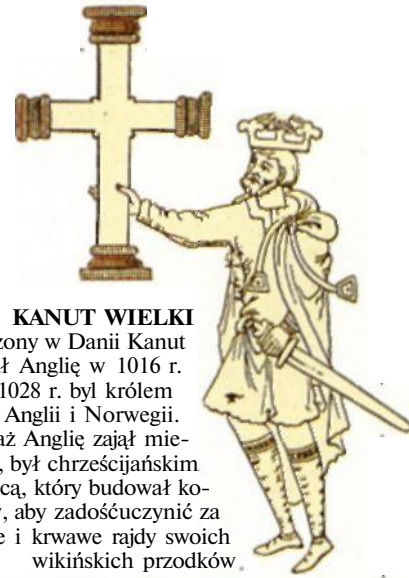 KANUT WIELKI
zony w Danii Kanut
ł Anglię w 1016 r.
1028 r. byl królem
Anglii i Norwegii.
aż Anglię zajął mie-
, był chrześcijańskim
cą, który budował ko-
, aby zadośćuczynić za
e i krwawe rajdy swoich
wikińskich przodków